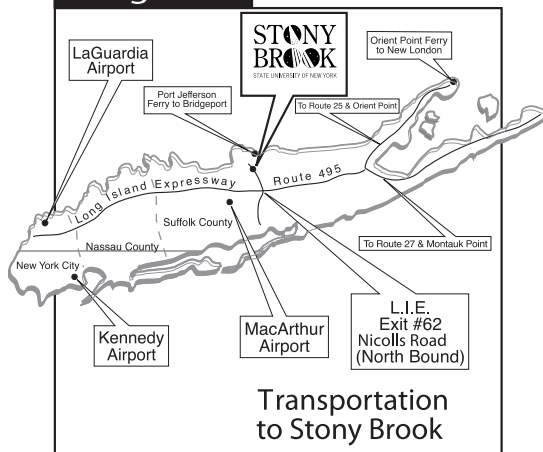 STONY
BROOK
STATE UNIVERSITY OF NEW YORK
Orient Point Ferry
to New London
LaGuardia
Airport
Port Jefferson
Ferry to Bridgeport
To Route 25 & Orient Point
Long Island Expressway Route 495
Suffolk County
Nassau County
New York City
To Route 27 & Montauk Point
Kennedy
Airport
MacArthur
Airport
L.I.E.
Exit #62
Nicolls Road
(North Bound)
Transportation
to Stony Brook